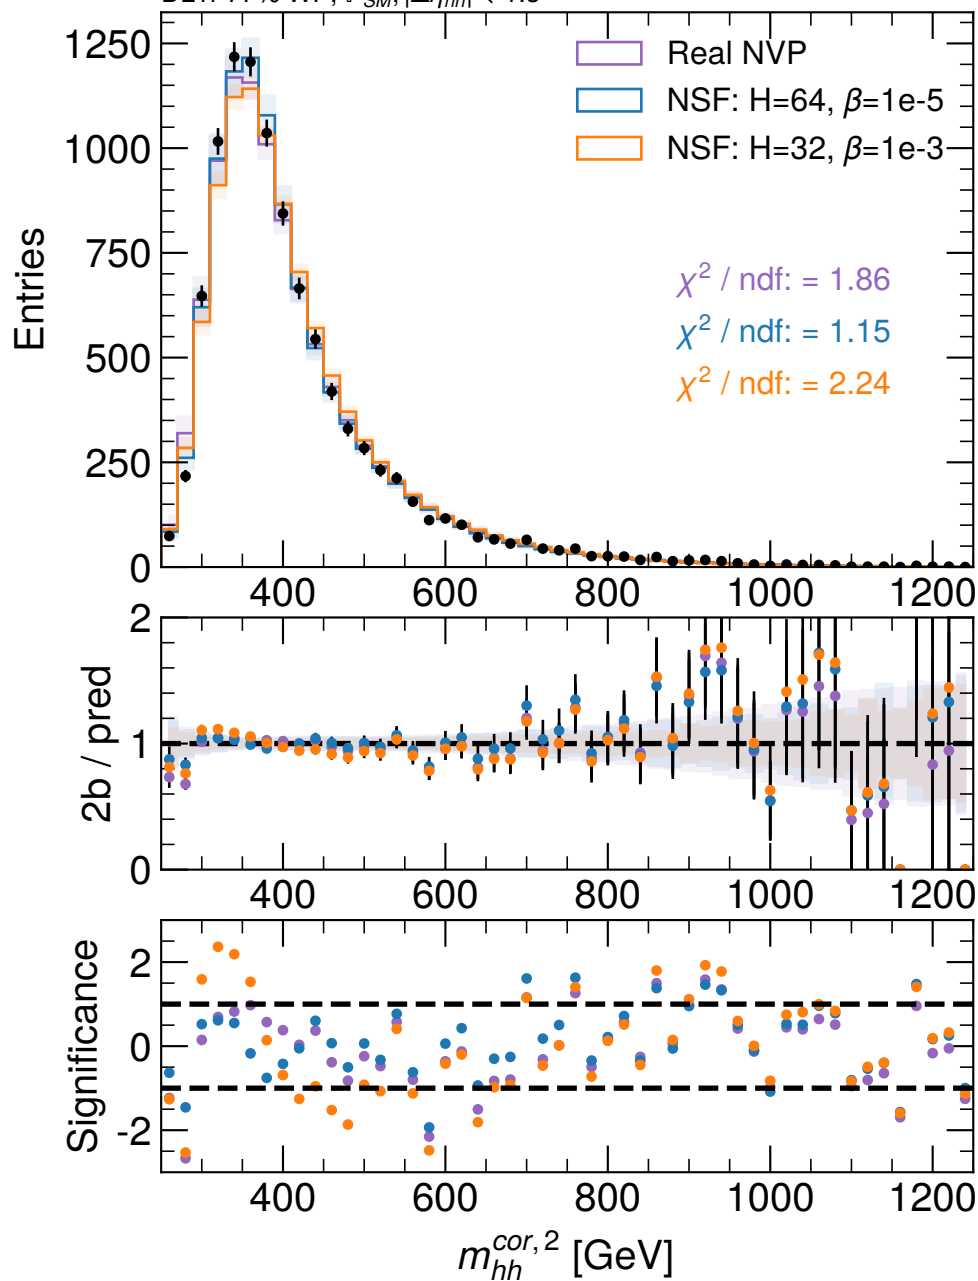 Real NVP
NSF: H=64, β=1e-5
NSF: H=32, β=1e-3
χ² / ndf: = 1.86
χ² / ndf: = 1.15
χ² / ndf: = 2.24
Entries
1250
1000
750
500
250
0
400 600 800 1000 1200
2b / pred
2
1
0
400 600 800 1000 1200
Significance
2
0
-2
400 600 800 1000 1200
m_{hh}^{cor, 2} [GeV]